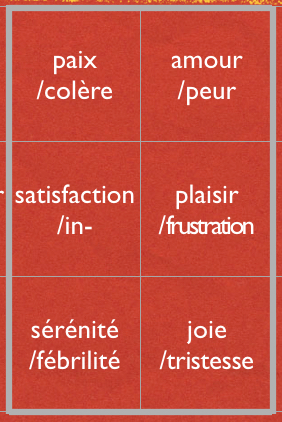 paix
/colère
amour
/peur
satisfaction
/in-
plaisir
/frustration
sérénité
/fébrilité
joie
/tristesse